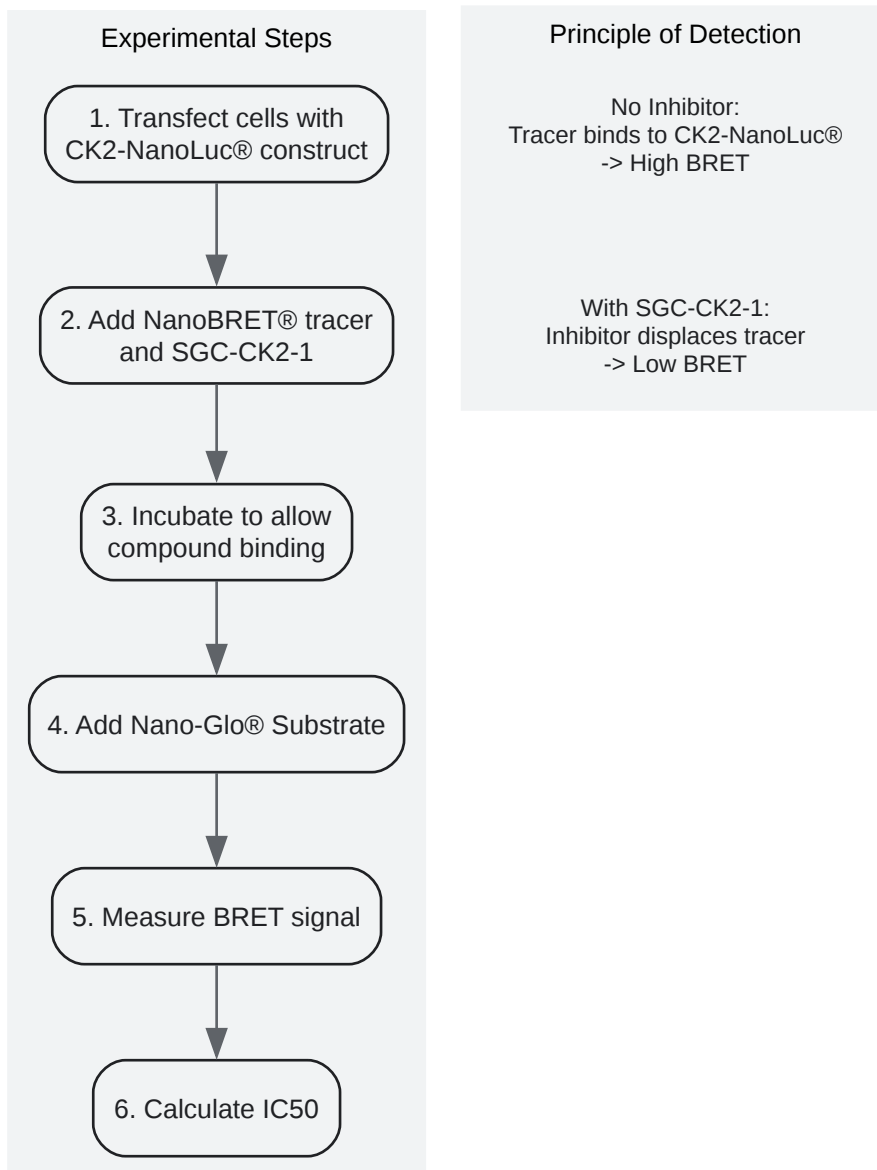 Experimental Steps
1. Transfect cells with
CK2-NanoLuc® construct
2. Add NanoBRET® tracer
and SGC-CK2-1
3. Incubate to allow
compound binding
4. Add Nano-Glo® Substrate
5. Measure BRET signal
6. Calculate IC50
Principle of Detection
No Inhibitor:
Tracer binds to CK2-NanoLuc®
-> High BRET
With SGC-CK2-1:
Inhibitor displaces tracer
-> Low BRET